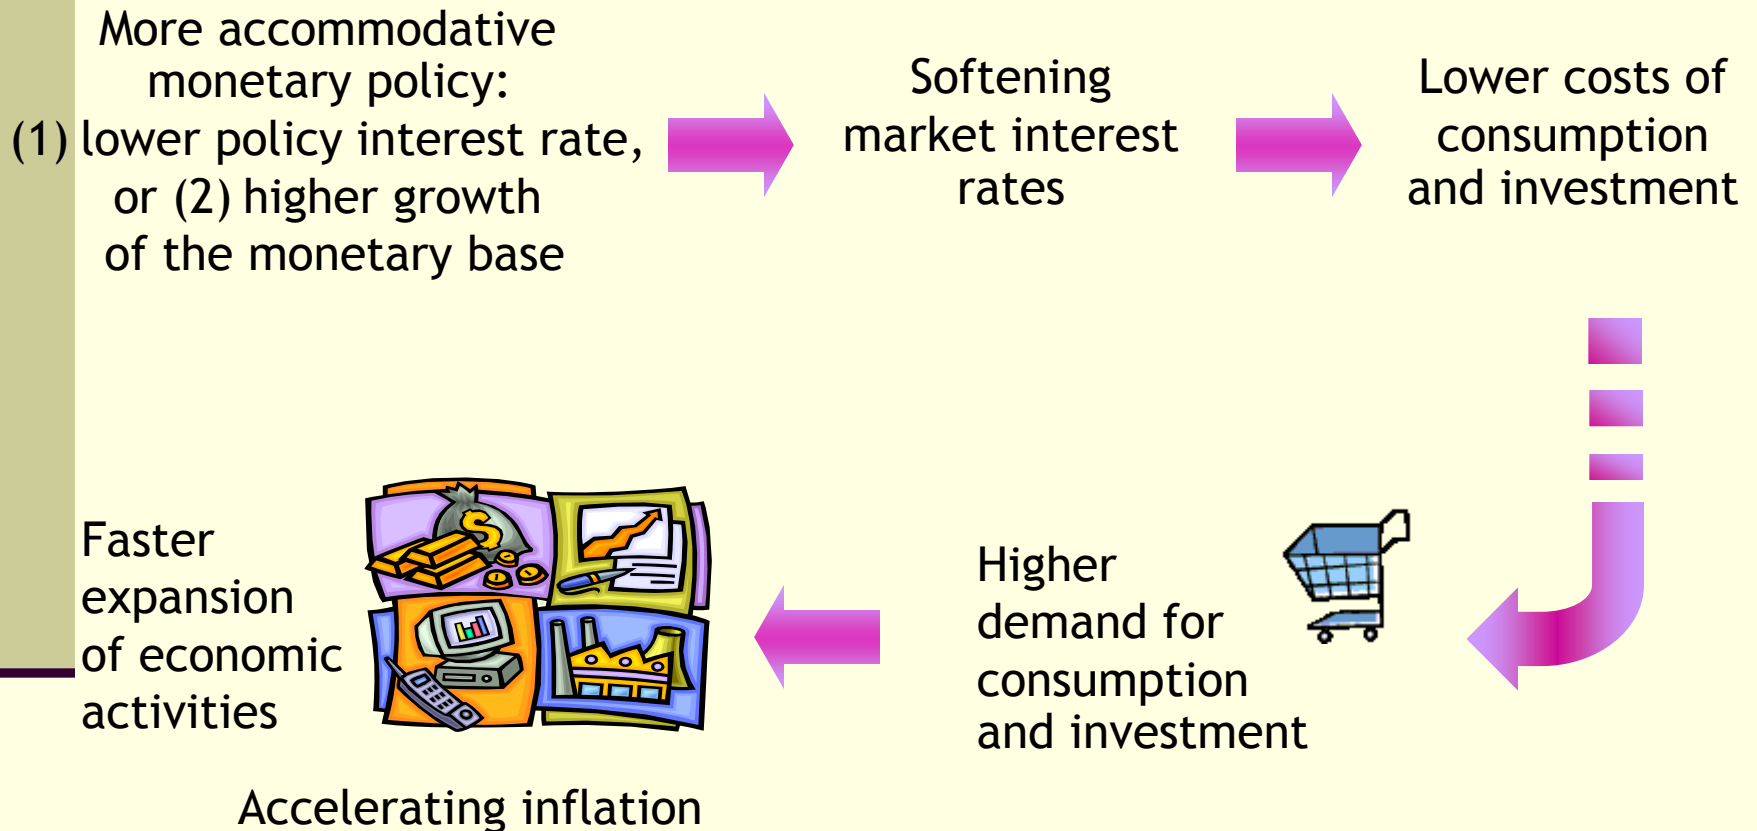 More accommodative
monetary policy:
(1) lower policy interest rate,
or (2) higher growth
of the monetary base
Softening
market interest
rates
Lower costs of
consumption
and investment
Higher
demand for
consumption
and investment
Faster
expansion
of economic
activities
$
Accelerating inflation